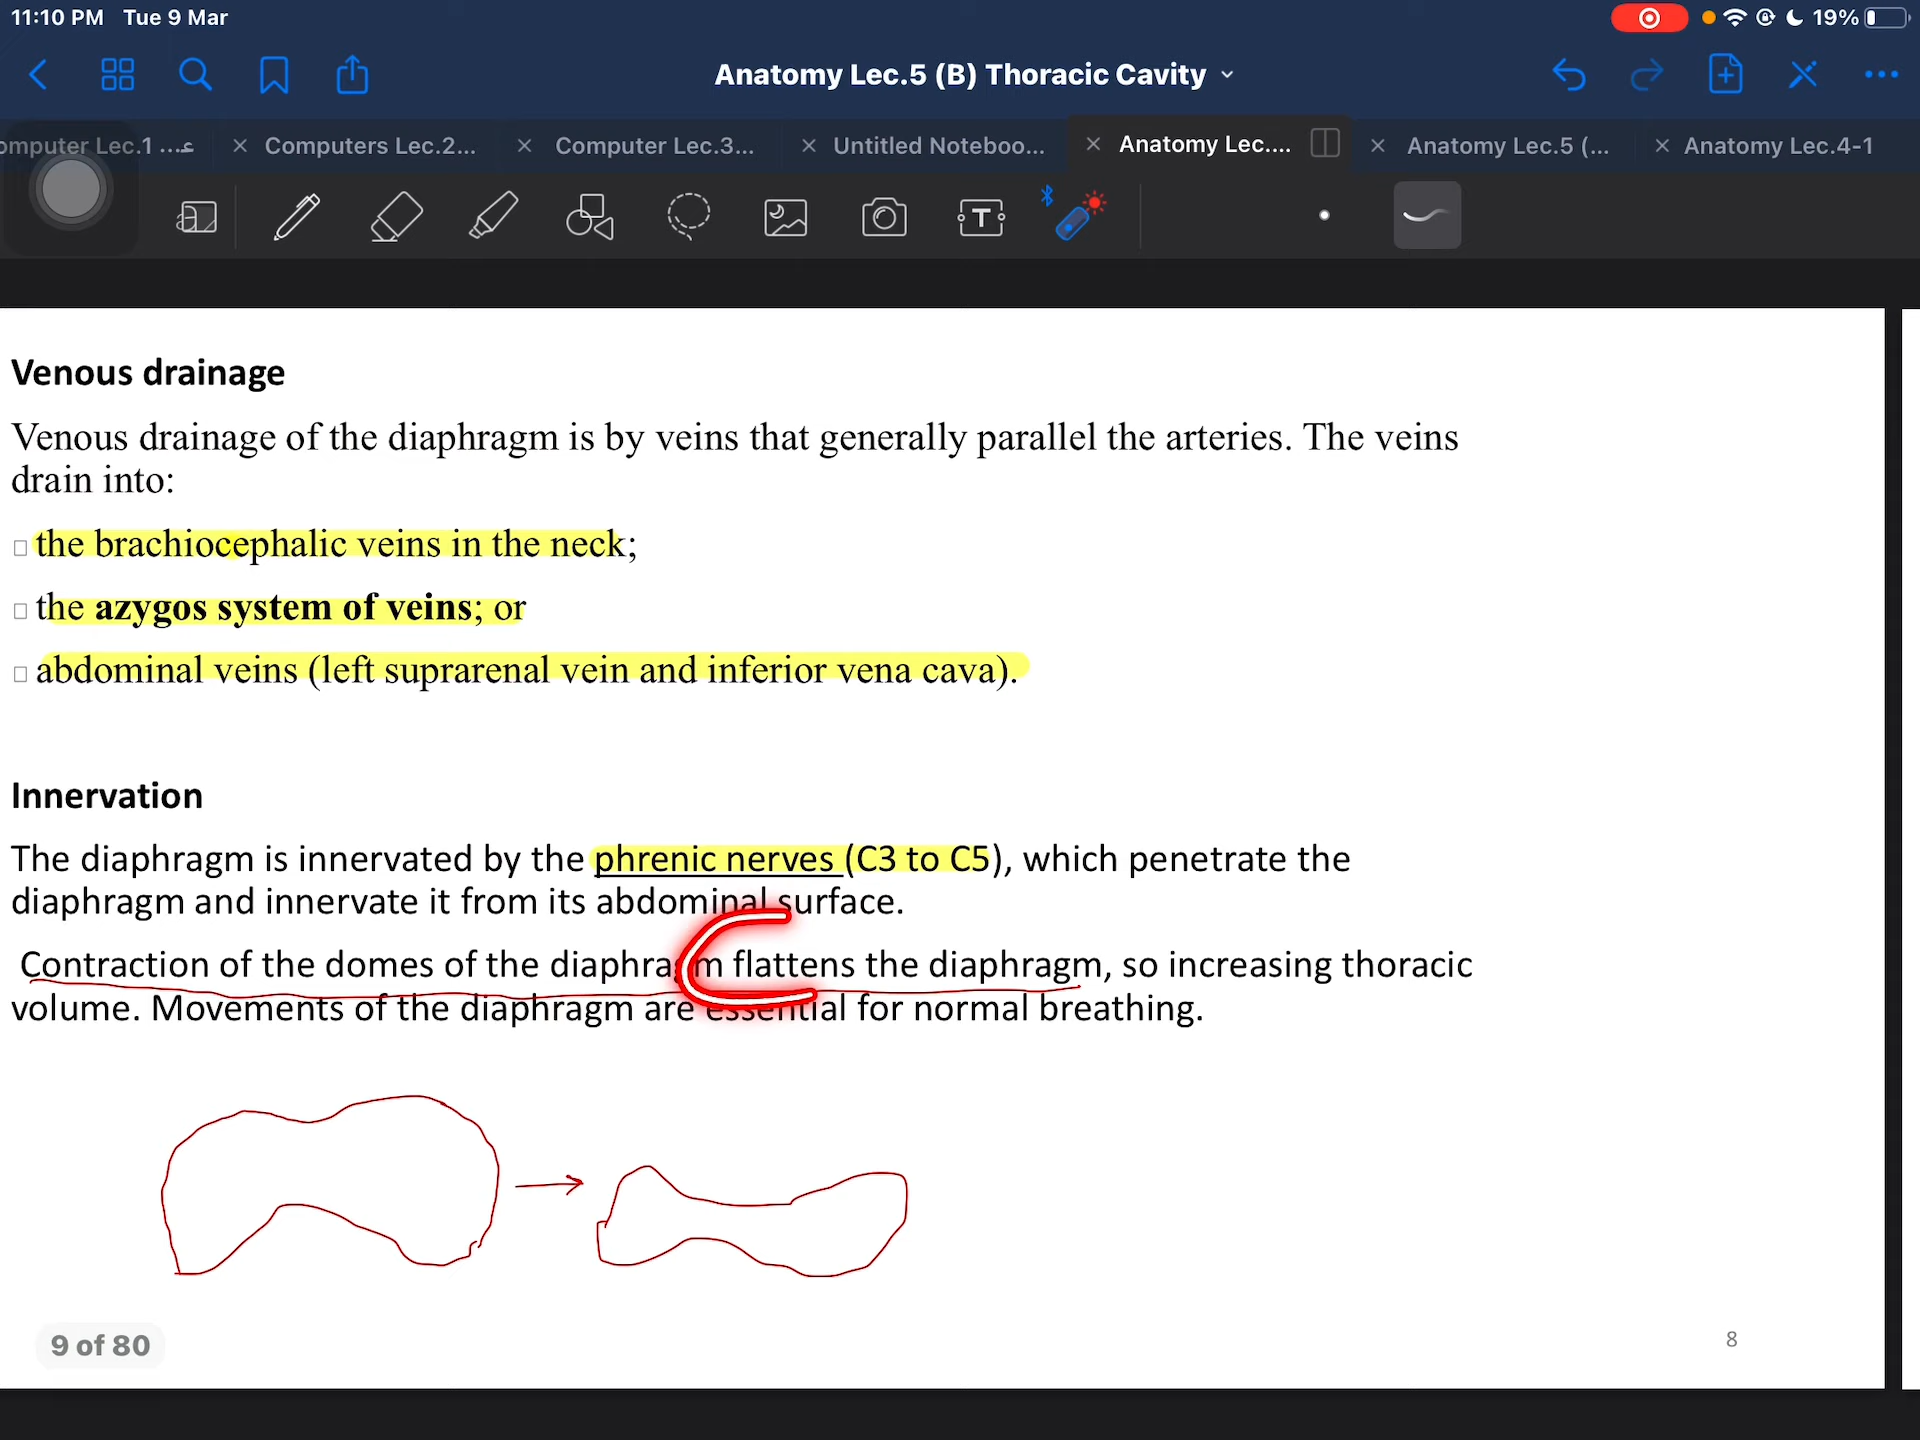 11:10 PM Tue 9 Mar
19%
Anatomy Lec.5 (B) Thoracic Cavity
omputer Lec.1 ...ع
Computers Lec.2...
Computer Lec.3...
Untitled Noteboo...
Anatomy Lec....
Anatomy Lec.5 (...
Anatomy Lec.4-1
Venous drainage
Venous drainage of the diaphragm is by veins that generally parallel the arteries. The veins
drain into:
the brachiocephalic veins in the neck;
the azygos system of veins; or
abdominal veins (left suprarenal vein and inferior vena cava).
Innervation
The diaphragm is innervated by the phrenic nerves (C3 to C5), which penetrate the
diaphragm and innervate it from its abdominal surface.
Contraction of the domes of the diaphragm flattens the diaphragm, so increasing thoracic
volume. Movements of the diaphragm are essential for normal breathing.
9 of 80
8